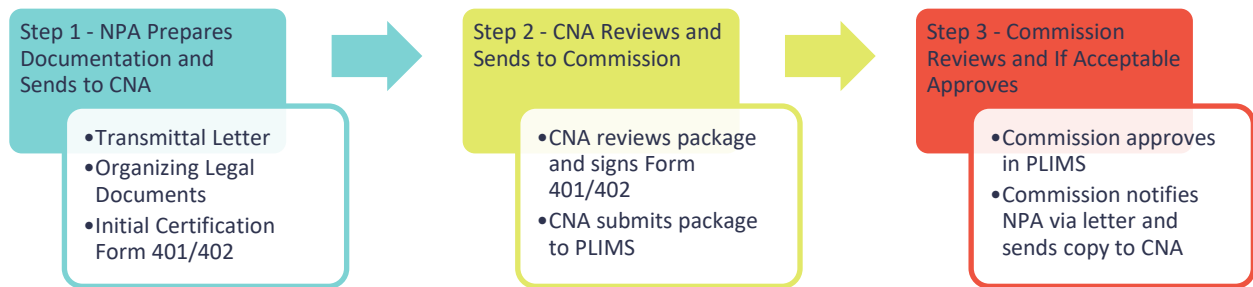 Step 1 - NPA Prepares
Documentation and
Sends to CNA
•Transmittal Letter
•Organizing Legal
Documents
•Initial Certification
Form 401/402
Step 2 - CNA Reviews and
Sends to Commission
•CNA reviews package
and signs Form
401/402
•CNA submits package
to PLIMS
Step 3 - Commission
Reviews and If Acceptable
Approves
•Commission approves
in PLIMS
•Commission notifies
NPA via letter and
sends copy to CNA